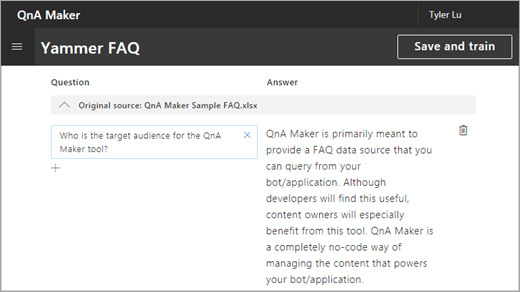 QnA Maker
Tyler Lu
Yammer FAQ
Save and train
Question
Answer
Original source: QnA Maker Sample FAQ.xlsx
Who is the target audience for the QnA
Maker tool?
QnA Maker is primarily meant to
provide a FAQ data source that you
can query from your
bot/application. Although
developers will find this useful,
content owners will especially
benefit from this tool. QnA Maker is
a completely no-code way of
managing the content that powers
your bot/application.